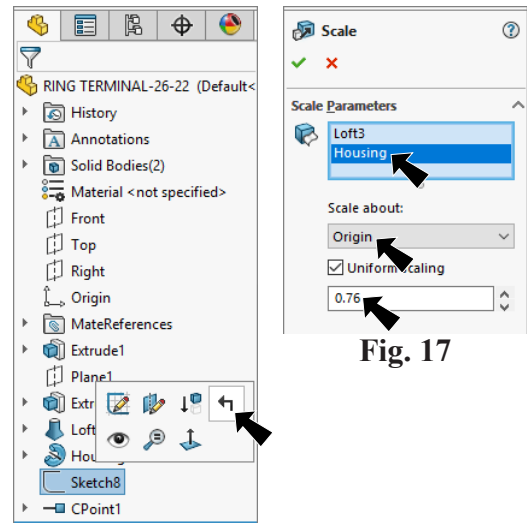 RING TERMINAL-26-22 (Default<
History
Annotations
Solid Bodies(2)
Material <not specified>
Front
Top
Right
Origin
MateReferences
Extrude1
Plane1
Extr
Loft
Hou
Sketch8
CPoint1
Scale
Scale Parameters
Loft3
Housing
Scale about:
Origin
Uniform scaling
0.76
Fig. 17